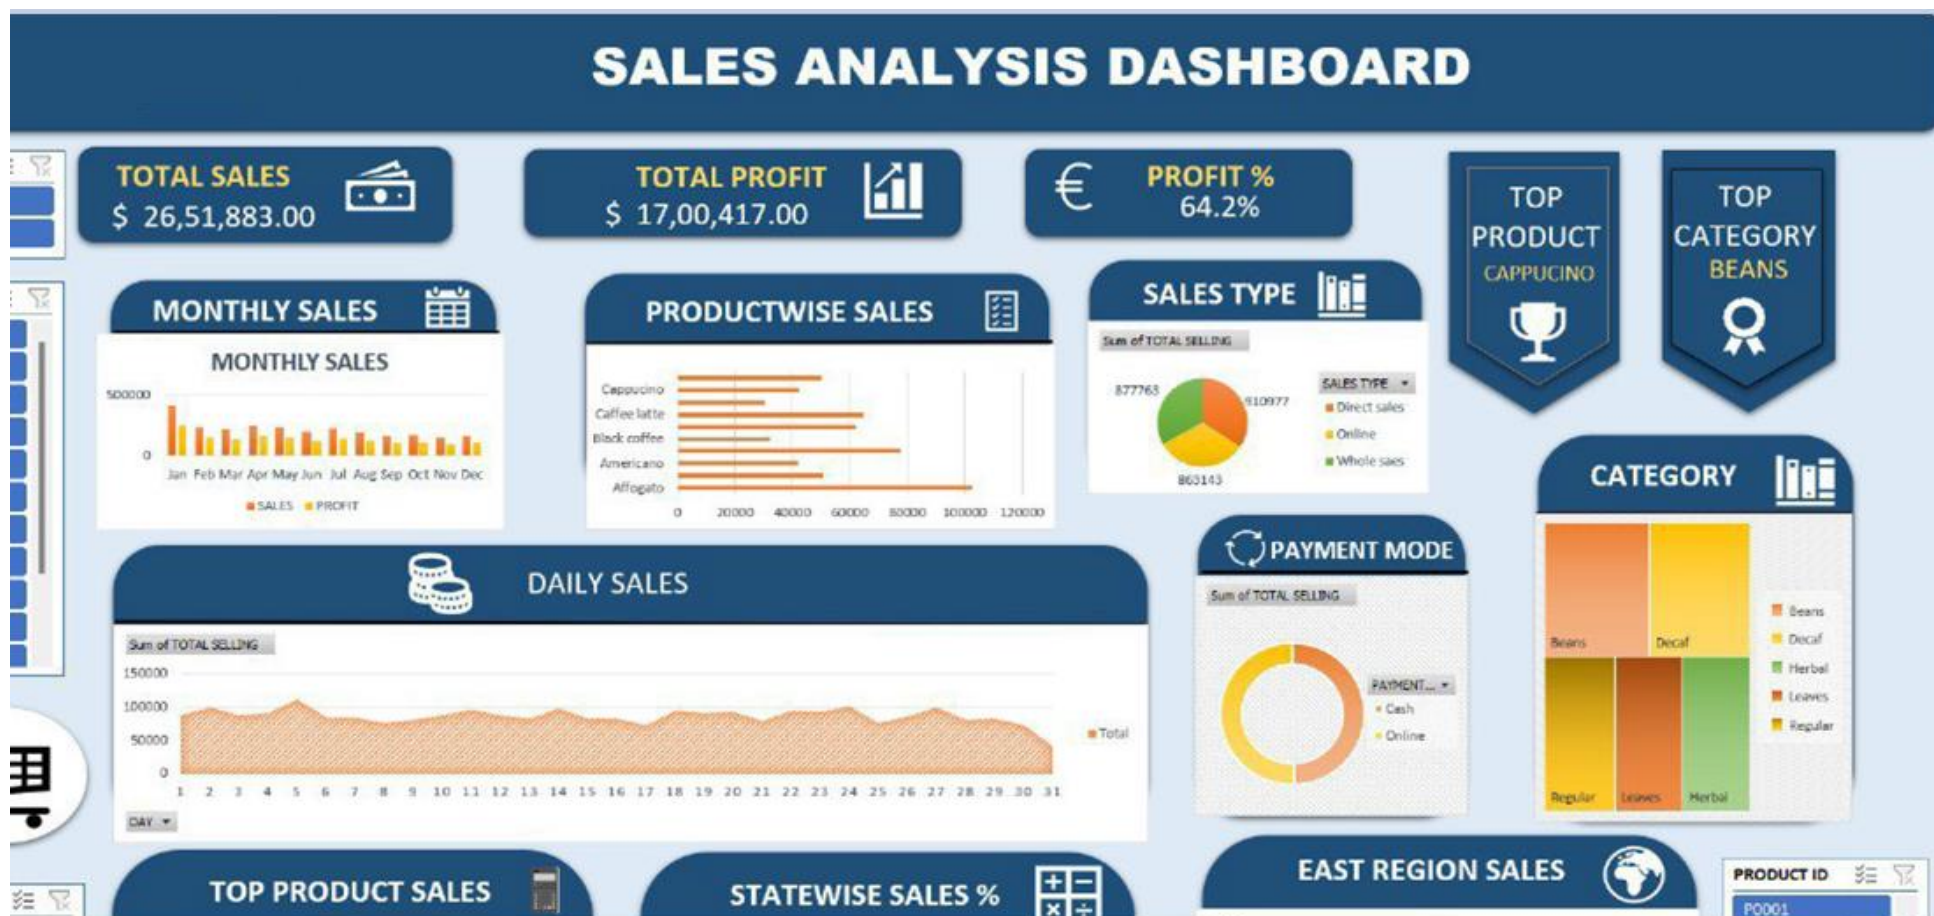 SALES ANALYSIS DASHBOARD
TOTAL SALES
$ 26,51,883.00
TOTAL PROFIT
$ 17,00,417.00
€
PROFIT %
64.2%
TOP
PRODUCT
CAPPUCINO
TOP
CATEGORY
BEANS
MONTHLY SALES
MONTHLY SALES
500000
0
Jan Feb Mar Apr May Jun Jul Aug Sep Oct Nov Dec
SALES PROFIT
PRODUCTWISE SALES
Cappucino
Caffee latte
Black coffee
Americano
Affogato
0 20000 40000 60000 80000 100000 120000
SALES TYPE
Sum of TOTAL SELLING
877763
910977
863143
SALES TYPE
Direct sales
Online
Whole saes
DAILY SALES
Sum of TOTAL SELLING
150000
100000
50000
0
1 2 3 4 5 6 7 8 9 10 11 12 13 14 15 16 17 18 19 20 21 22 23 24 25 26 27 28 29 30 31
Total
DAY
PAYMENT MODE
Sum of TOTAL SELLING
PAYMENT...
Cash
Online
CATEGORY
Beans
Decaf
Regular
Leaves
Herbal
Beans
Decaf
Herbal
Leaves
Regular
TOP PRODUCT SALES
STATEWISE SALES %
EAST REGION SALES
PRODUCT ID
P0001